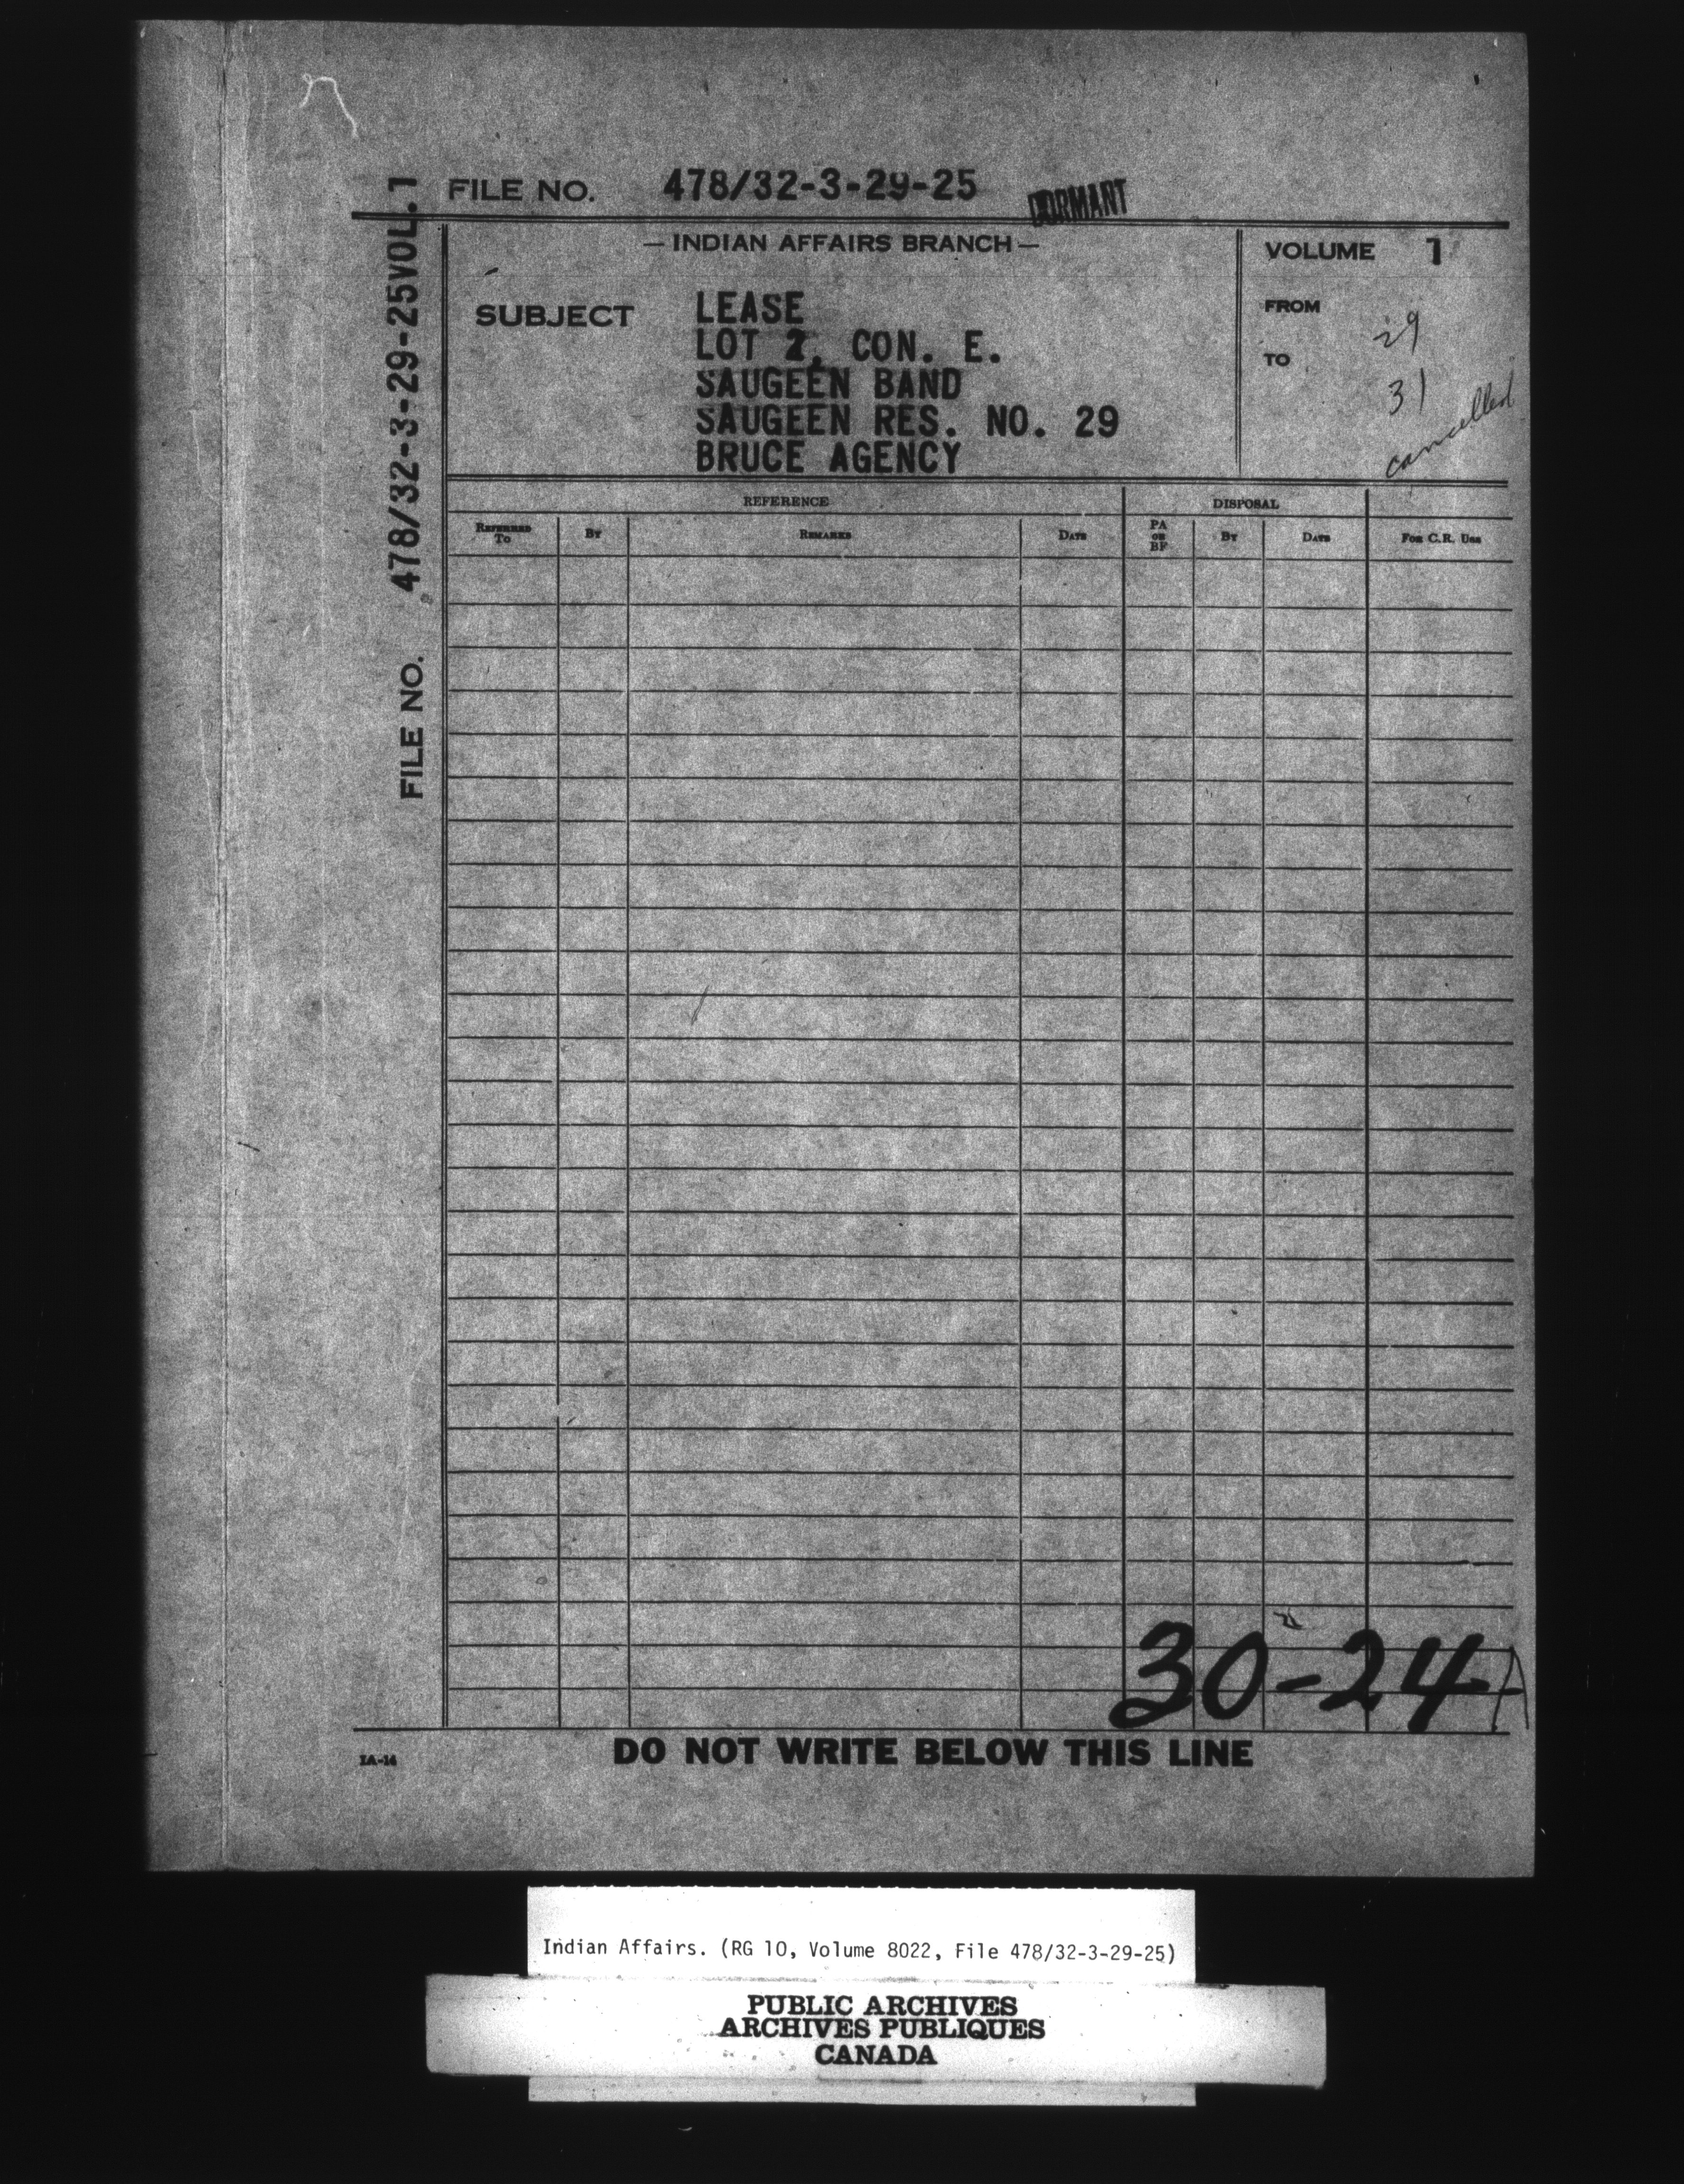 FILE NO. 478/32-3-29-25
DORMANT
FILE NO. 478/32-3-29-25 VOL. 1
— INDIAN AFFAIRS BRANCH —
SUBJECT LEASE
LOT 2, CON. E.
SAUGEEN BAND
SAUGEEN RES. NO. 29
BRUCE AGENCY
VOLUME 1
FROM 29
TO 31
cancelled
REFERENCE DISPOSAL
REFERRED TO BY REMARKS DATE PA OR BF BY DATE FOR C.R. USE
30-24-A
IA-14 DO NOT WRITE BELOW THIS LINE
Indian Affairs. (RG 10, Volume 8022, File 478/32-3-29-25)
PUBLIC ARCHIVES
ARCHIVES PUBLIQUES
CANADA